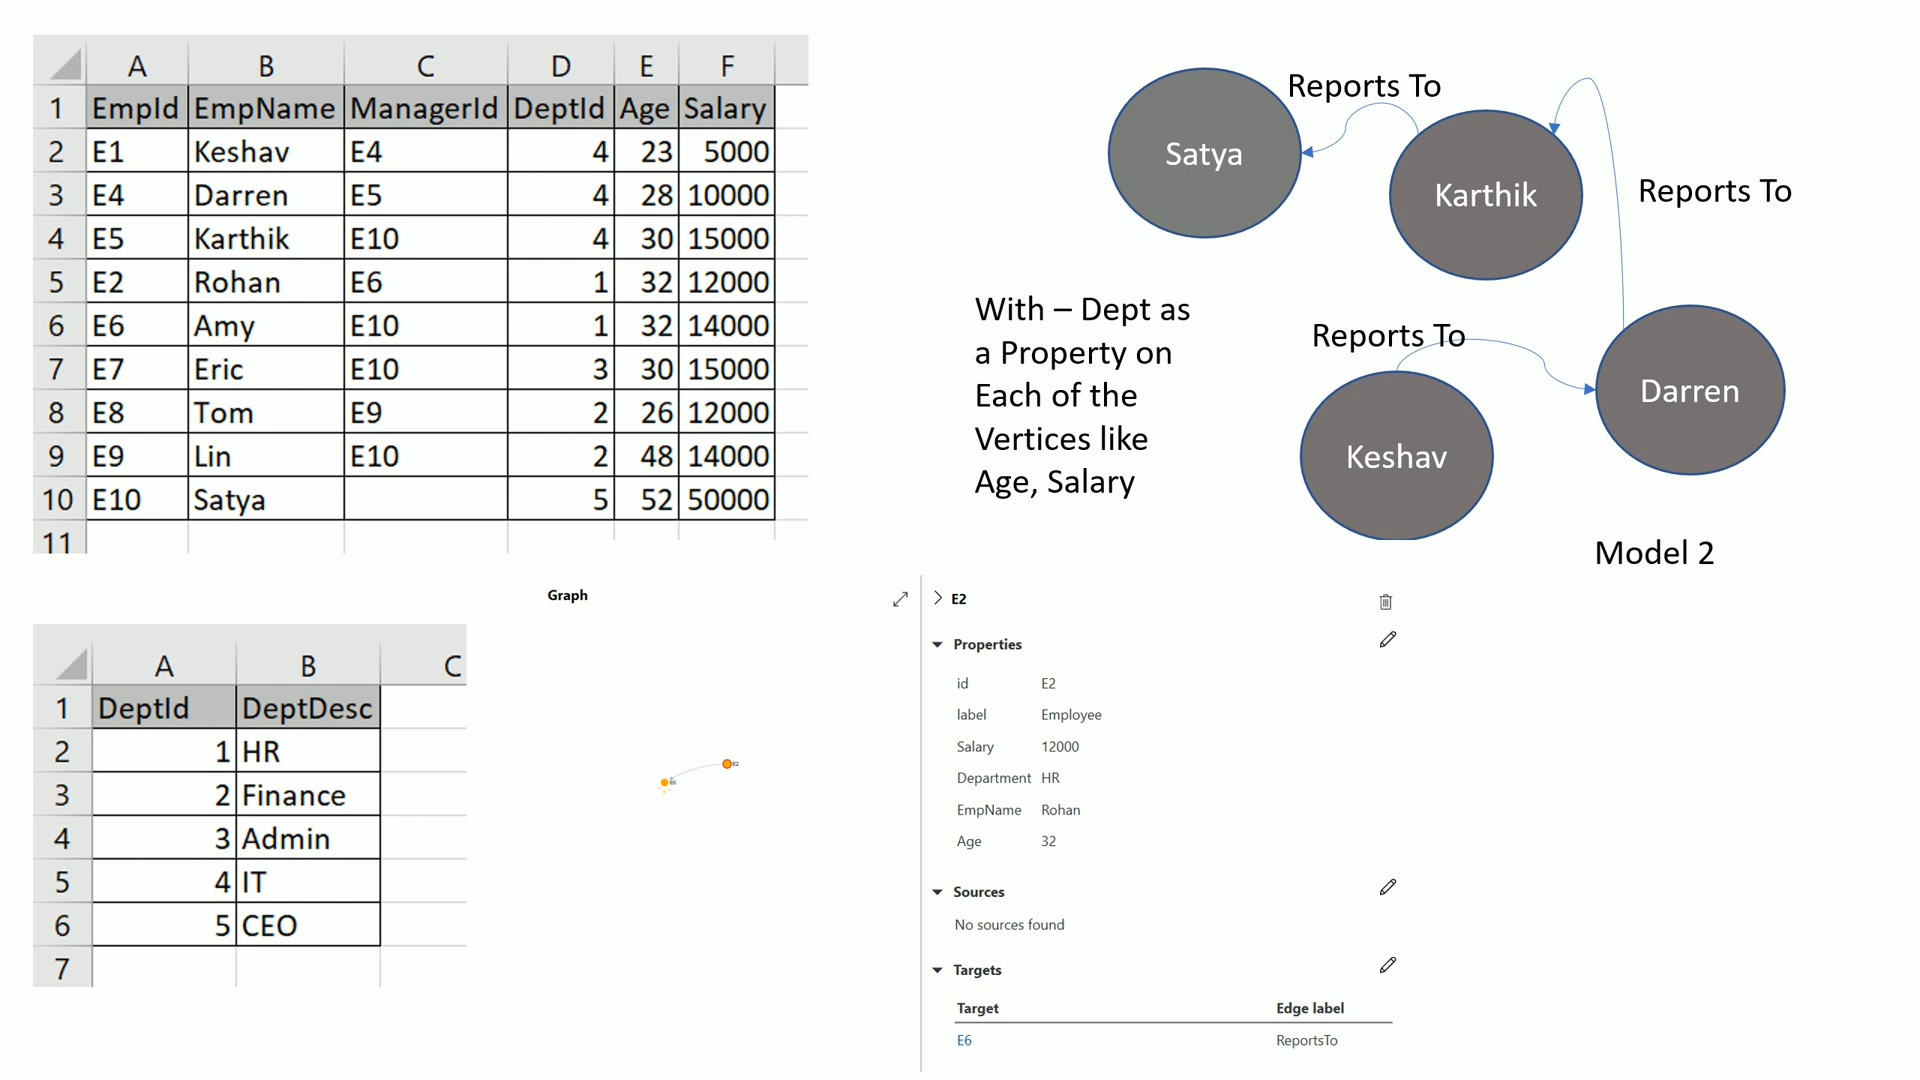 A B C D E F
1 EmpId EmpName ManagerId DeptId Age Salary
2 E1 Keshav E4 4 23 5000
3 E4 Darren E5 4 28 10000
4 E5 Karthik E10 4 30 15000
5 E2 Rohan E6 1 32 12000
6 E6 Amy E10 1 32 14000
7 E7 Eric E10 3 30 15000
8 E8 Tom E9 2 26 12000
9 E9 Lin E10 2 48 14000
10 E10 Satya 5 52 50000
11
Reports To
Satya
Karthik
Reports To
With – Dept as
a Property on
Each of the
Vertices like
Age, Salary
Reports To
Darren
Keshav
Model 2
A B C
1 DeptId DeptDesc
2 1 HR
3 2 Finance
4 3 Admin
5 4 IT
6 5 CEO
7
Graph
E2
E2
Properties
id E2
label Employee
Salary 12000
Department HR
EmpName Rohan
Age 32
Sources
No sources found
Targets
Target Edge label
E6 ReportsTo